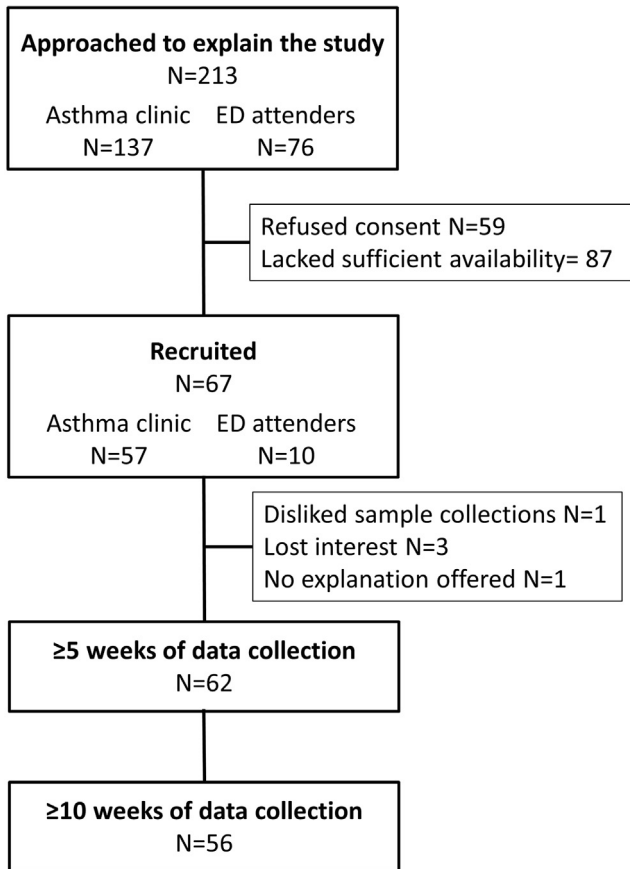 Approached to explain the study
N=213
Asthma clinic ED attenders
N=137 N=76
Refused consent N=59
Lacked sufficient availability= 87
Recruited
N=67
Asthma clinic ED attenders
N=57 N=10
Disliked sample collections N=1
Lost interest N=3
No explanation offered N=1
≥5 weeks of data collection
N=62
≥10 weeks of data collection
N=56